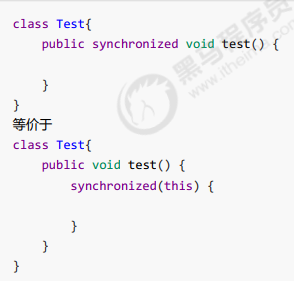 class Test{
    public synchronized void test() {

    }
}
等价于
class Test{
    public void test() {
        synchronized(this) {

        }
    }
}
黑马程序员
www.itheima.com